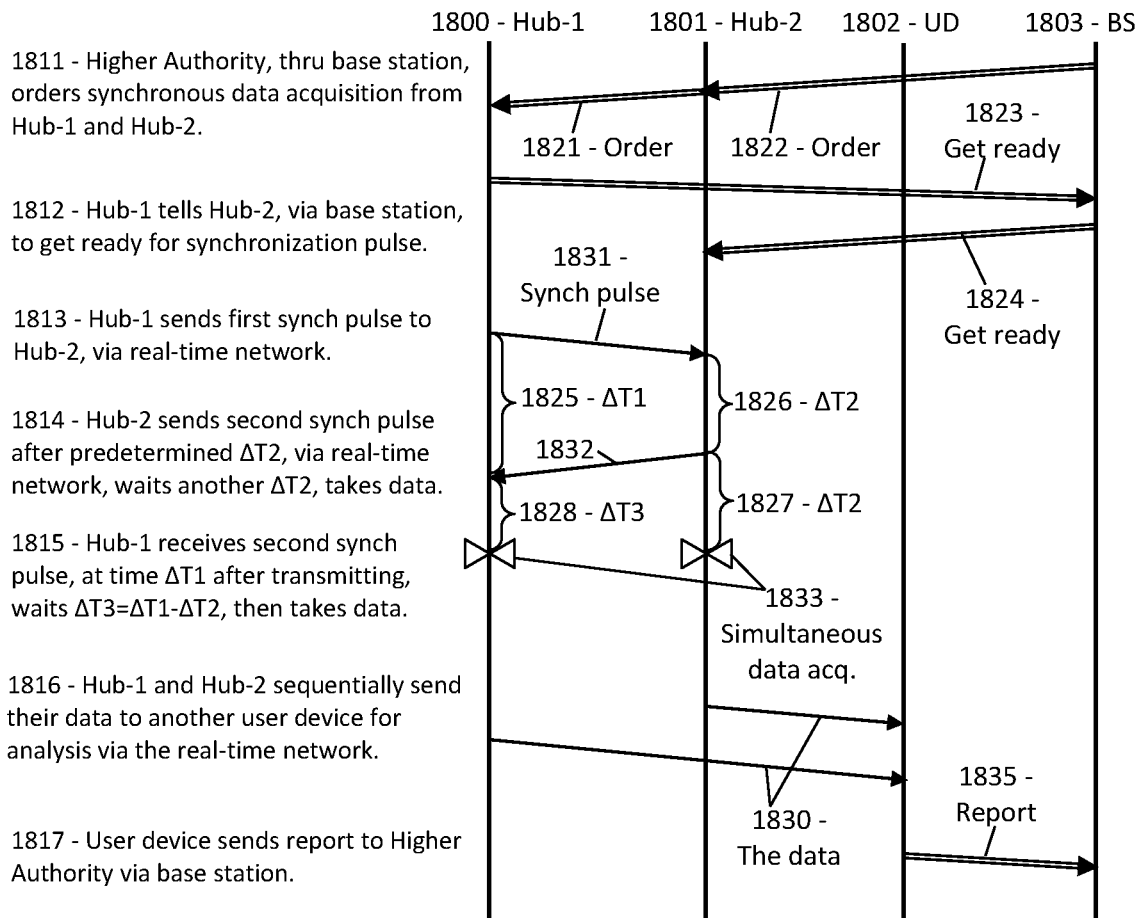 1800 - Hub-1
1801 - Hub-2
1802 - UD
1803 - BS
1811 - Higher Authority, thru base station,
orders synchronous data acquisition from
Hub-1 and Hub-2.
1821 - Order
1822 - Order
1823 -
Get ready
1812 - Hub-1 tells Hub-2, via base station,
to get ready for synchronization pulse.
1831 -
Synch pulse
1824 -
Get ready
1813 - Hub-1 sends first synch pulse to
Hub-2, via real-time network.
1825 - ΔT1
1826 - ΔT2
1814 - Hub-2 sends second synch pulse
after predetermined ΔT2, via real-time
network, waits another ΔT2, takes data.
1832
1828 - ΔT3
1827 - ΔT2
1815 - Hub-1 receives second synch
pulse, at time ΔT1 after transmitting,
waits ΔT3=ΔT1-ΔT2, then takes data.
1833 -
Simultaneous
data acq.
1816 - Hub-1 and Hub-2 sequentially send
their data to another user device for
analysis via the real-time network.
1830 -
The data
1835 -
Report
1817 - User device sends report to Higher
Authority via base station.